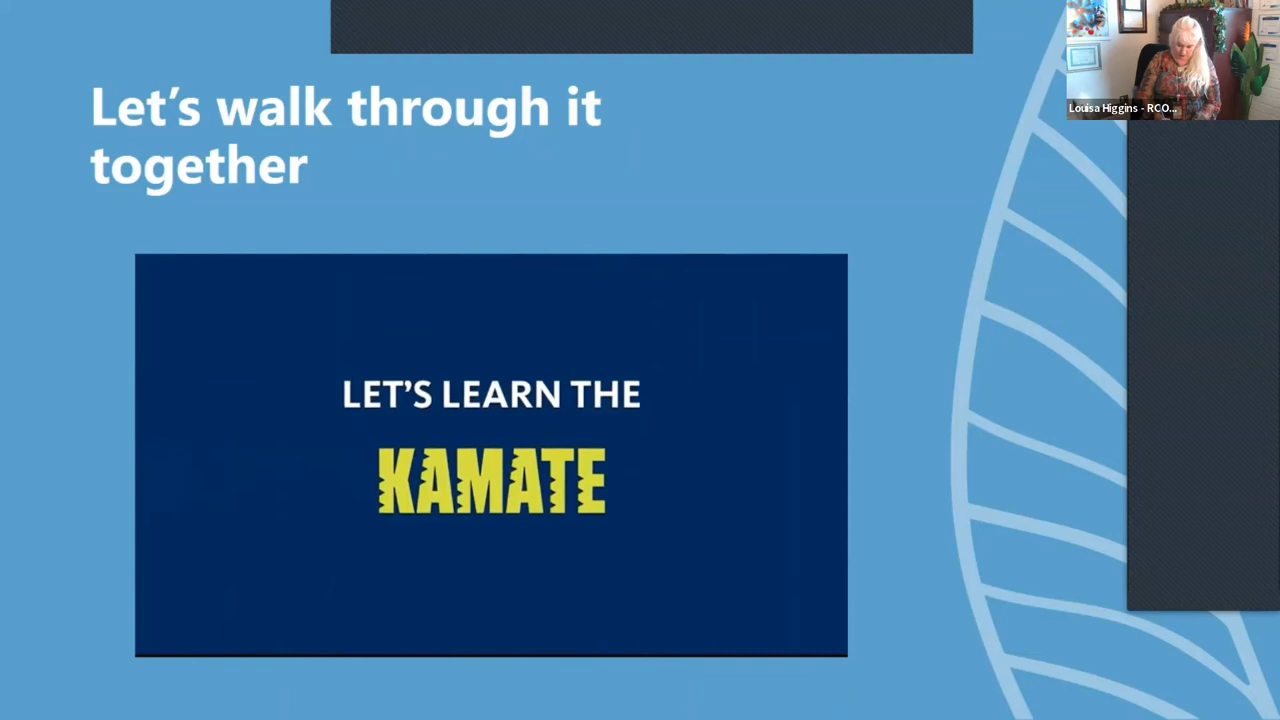 Let’s walk through it
together
LET’S LEARN THE
KAMATE
Louisa Higgins - RCO...